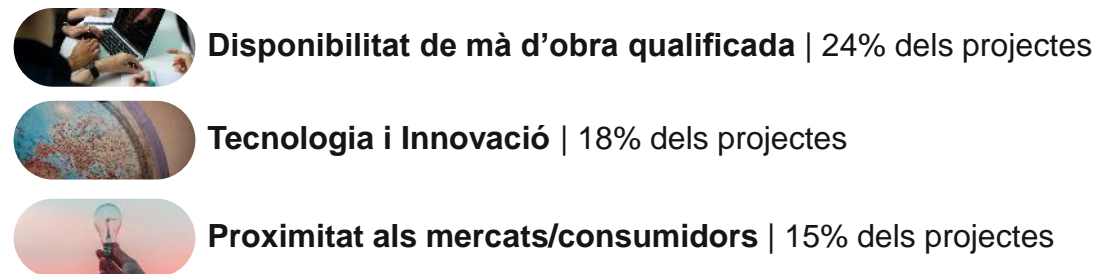 Disponibilitat de mà d’obra qualificada | 24% dels projectes
Tecnologia i Innovació | 18% dels projectes
Proximitat als mercats/consumidors | 15% dels projectes